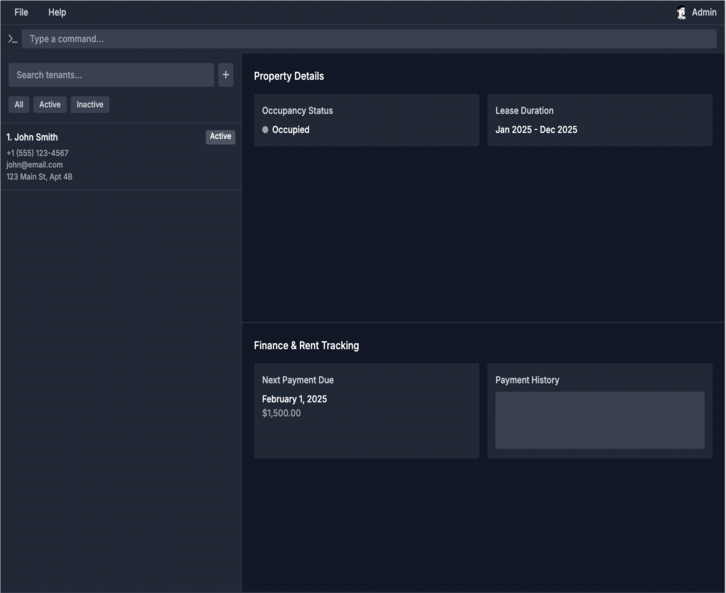 File Help Admin
>_ Type a command...
Search tenants... +
All Active Inactive
1. John Smith Active
+1 (555) 123-4567
john@email.com
123 Main St, Apt 4B
Property Details
Occupancy Status
Occupied
Lease Duration
Jan 2025 - Dec 2025
Finance & Rent Tracking
Next Payment Due
February 1, 2025
$1,500.00
Payment History